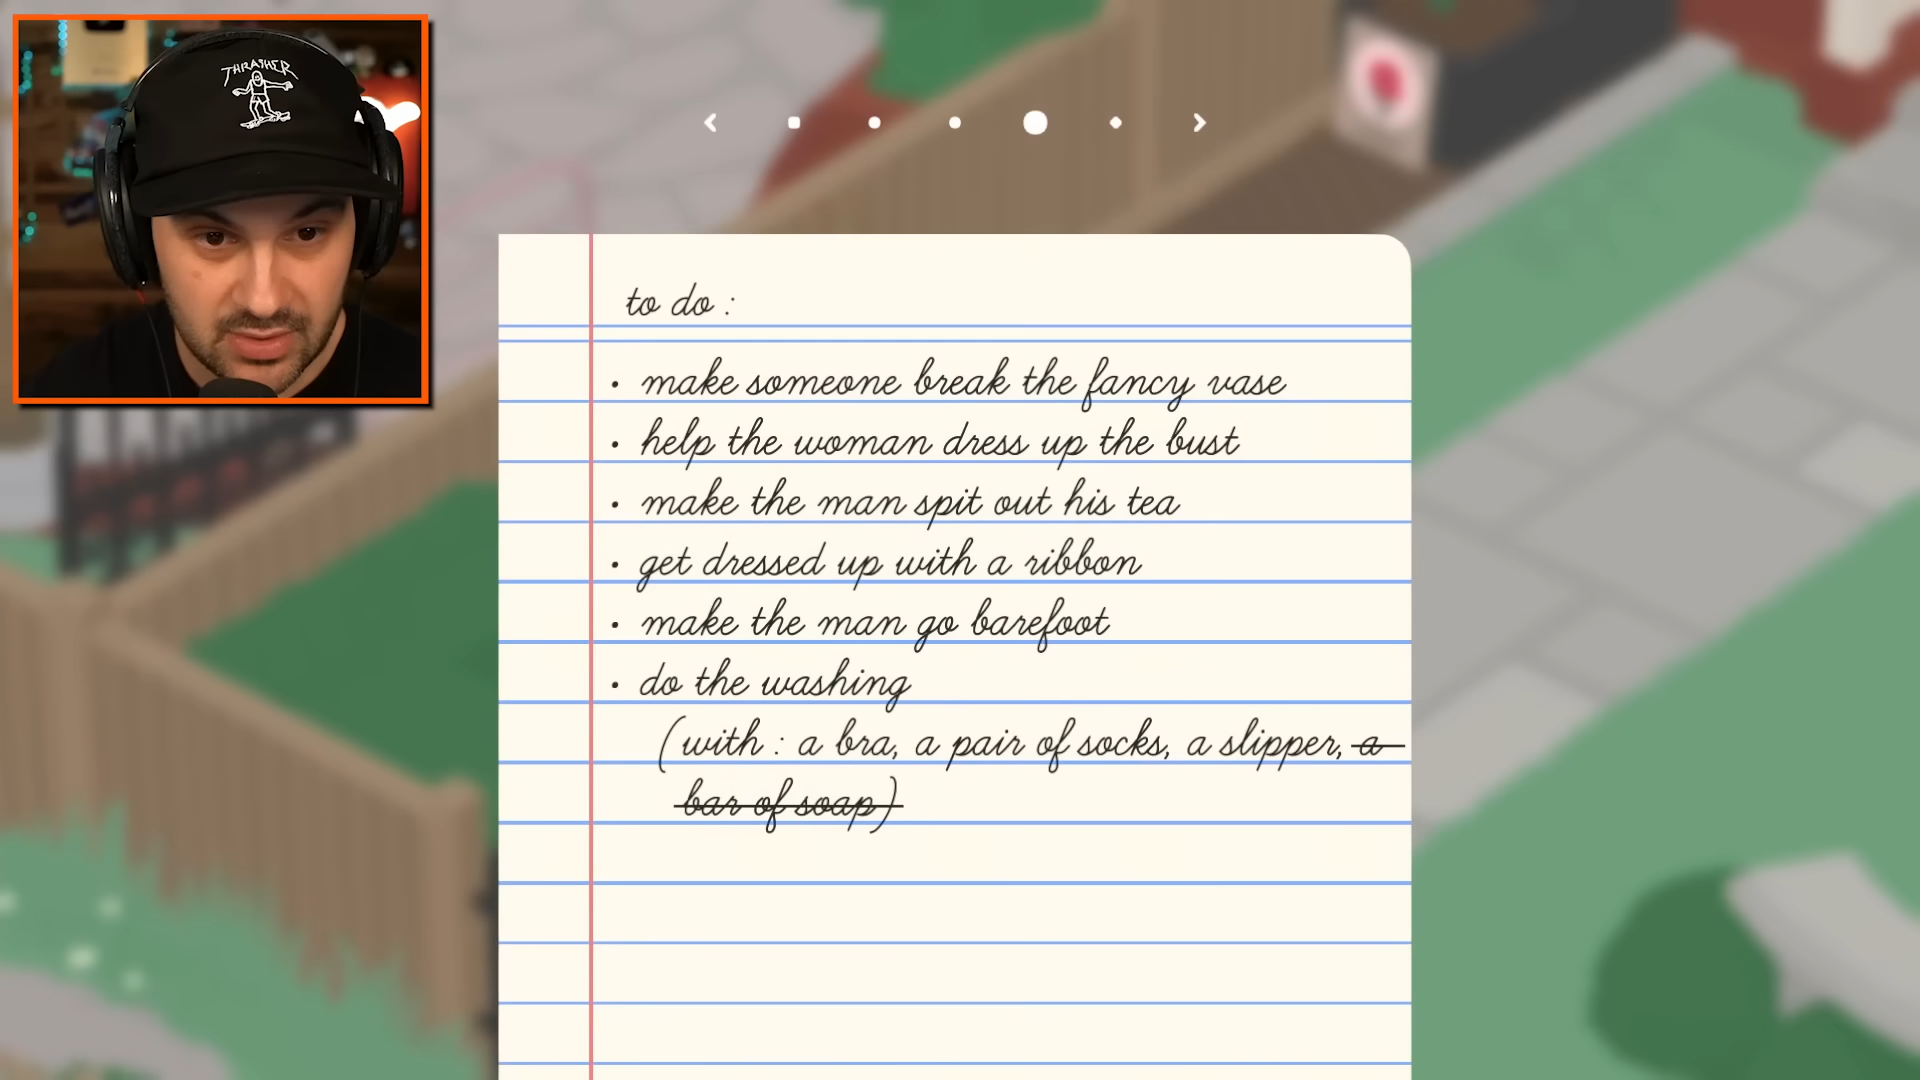 THRASHER
to do :
• make someone break the fancy vase
• help the woman dress up the bust
• make the man spit out his tea
• get dressed up with a ribbon
• make the man go barefoot
• do the washing
(with : a bra, a pair of socks, a slipper, a
bar of soap)